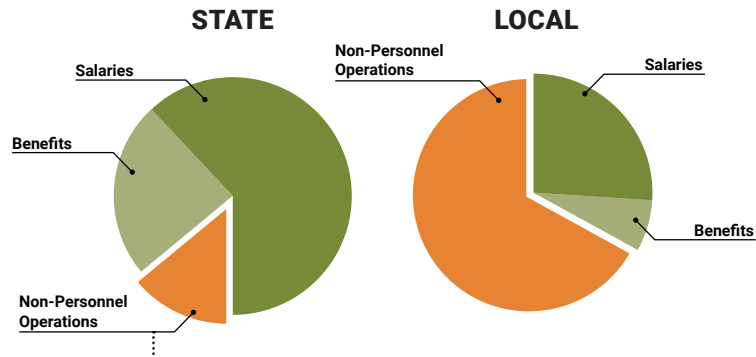 STATE
Salaries
Benefits
Non-Personnel
Operations
LOCAL
Non-Personnel
Operations
Salaries
Benefits